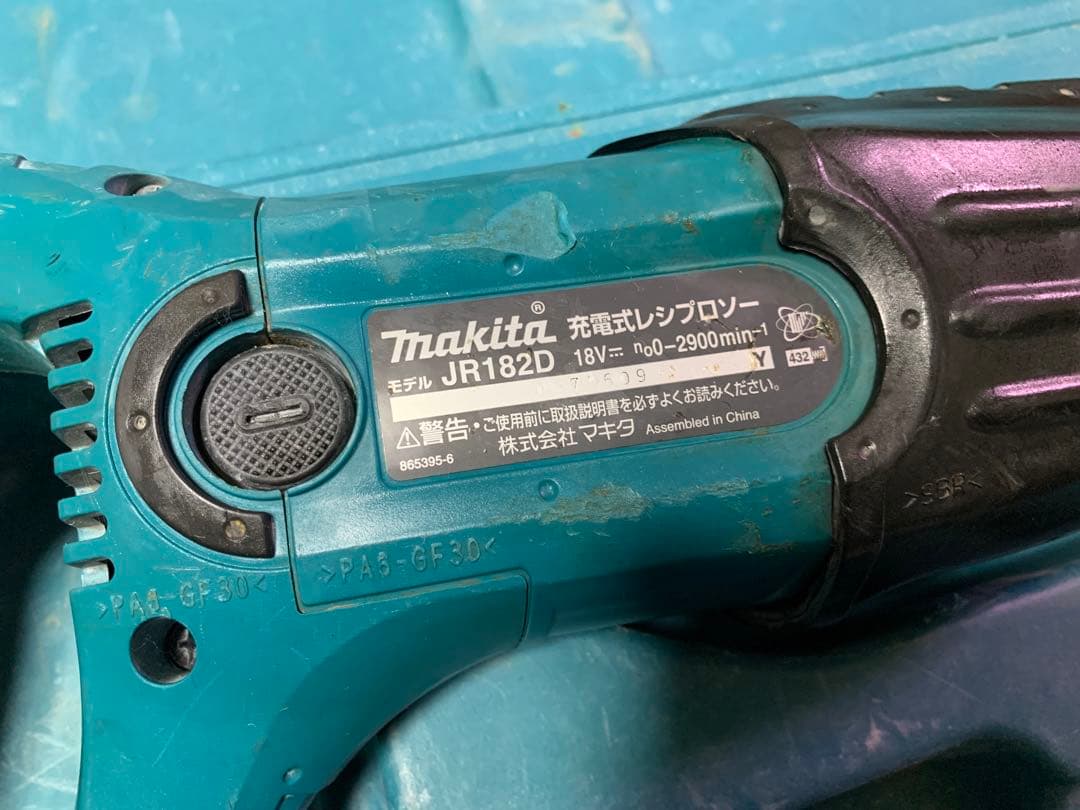 makita® 充電式レシプロソー
モデル JR182D 18V⎓ n₀0-2900min⁻¹
Y 432
⚠警告・ご使用前に取扱説明書を必ずよくお読みください。
株式会社 マキタ Assembled in China
865395-6
>PA6-GF30<
>PA6-GF30<
>SBR<